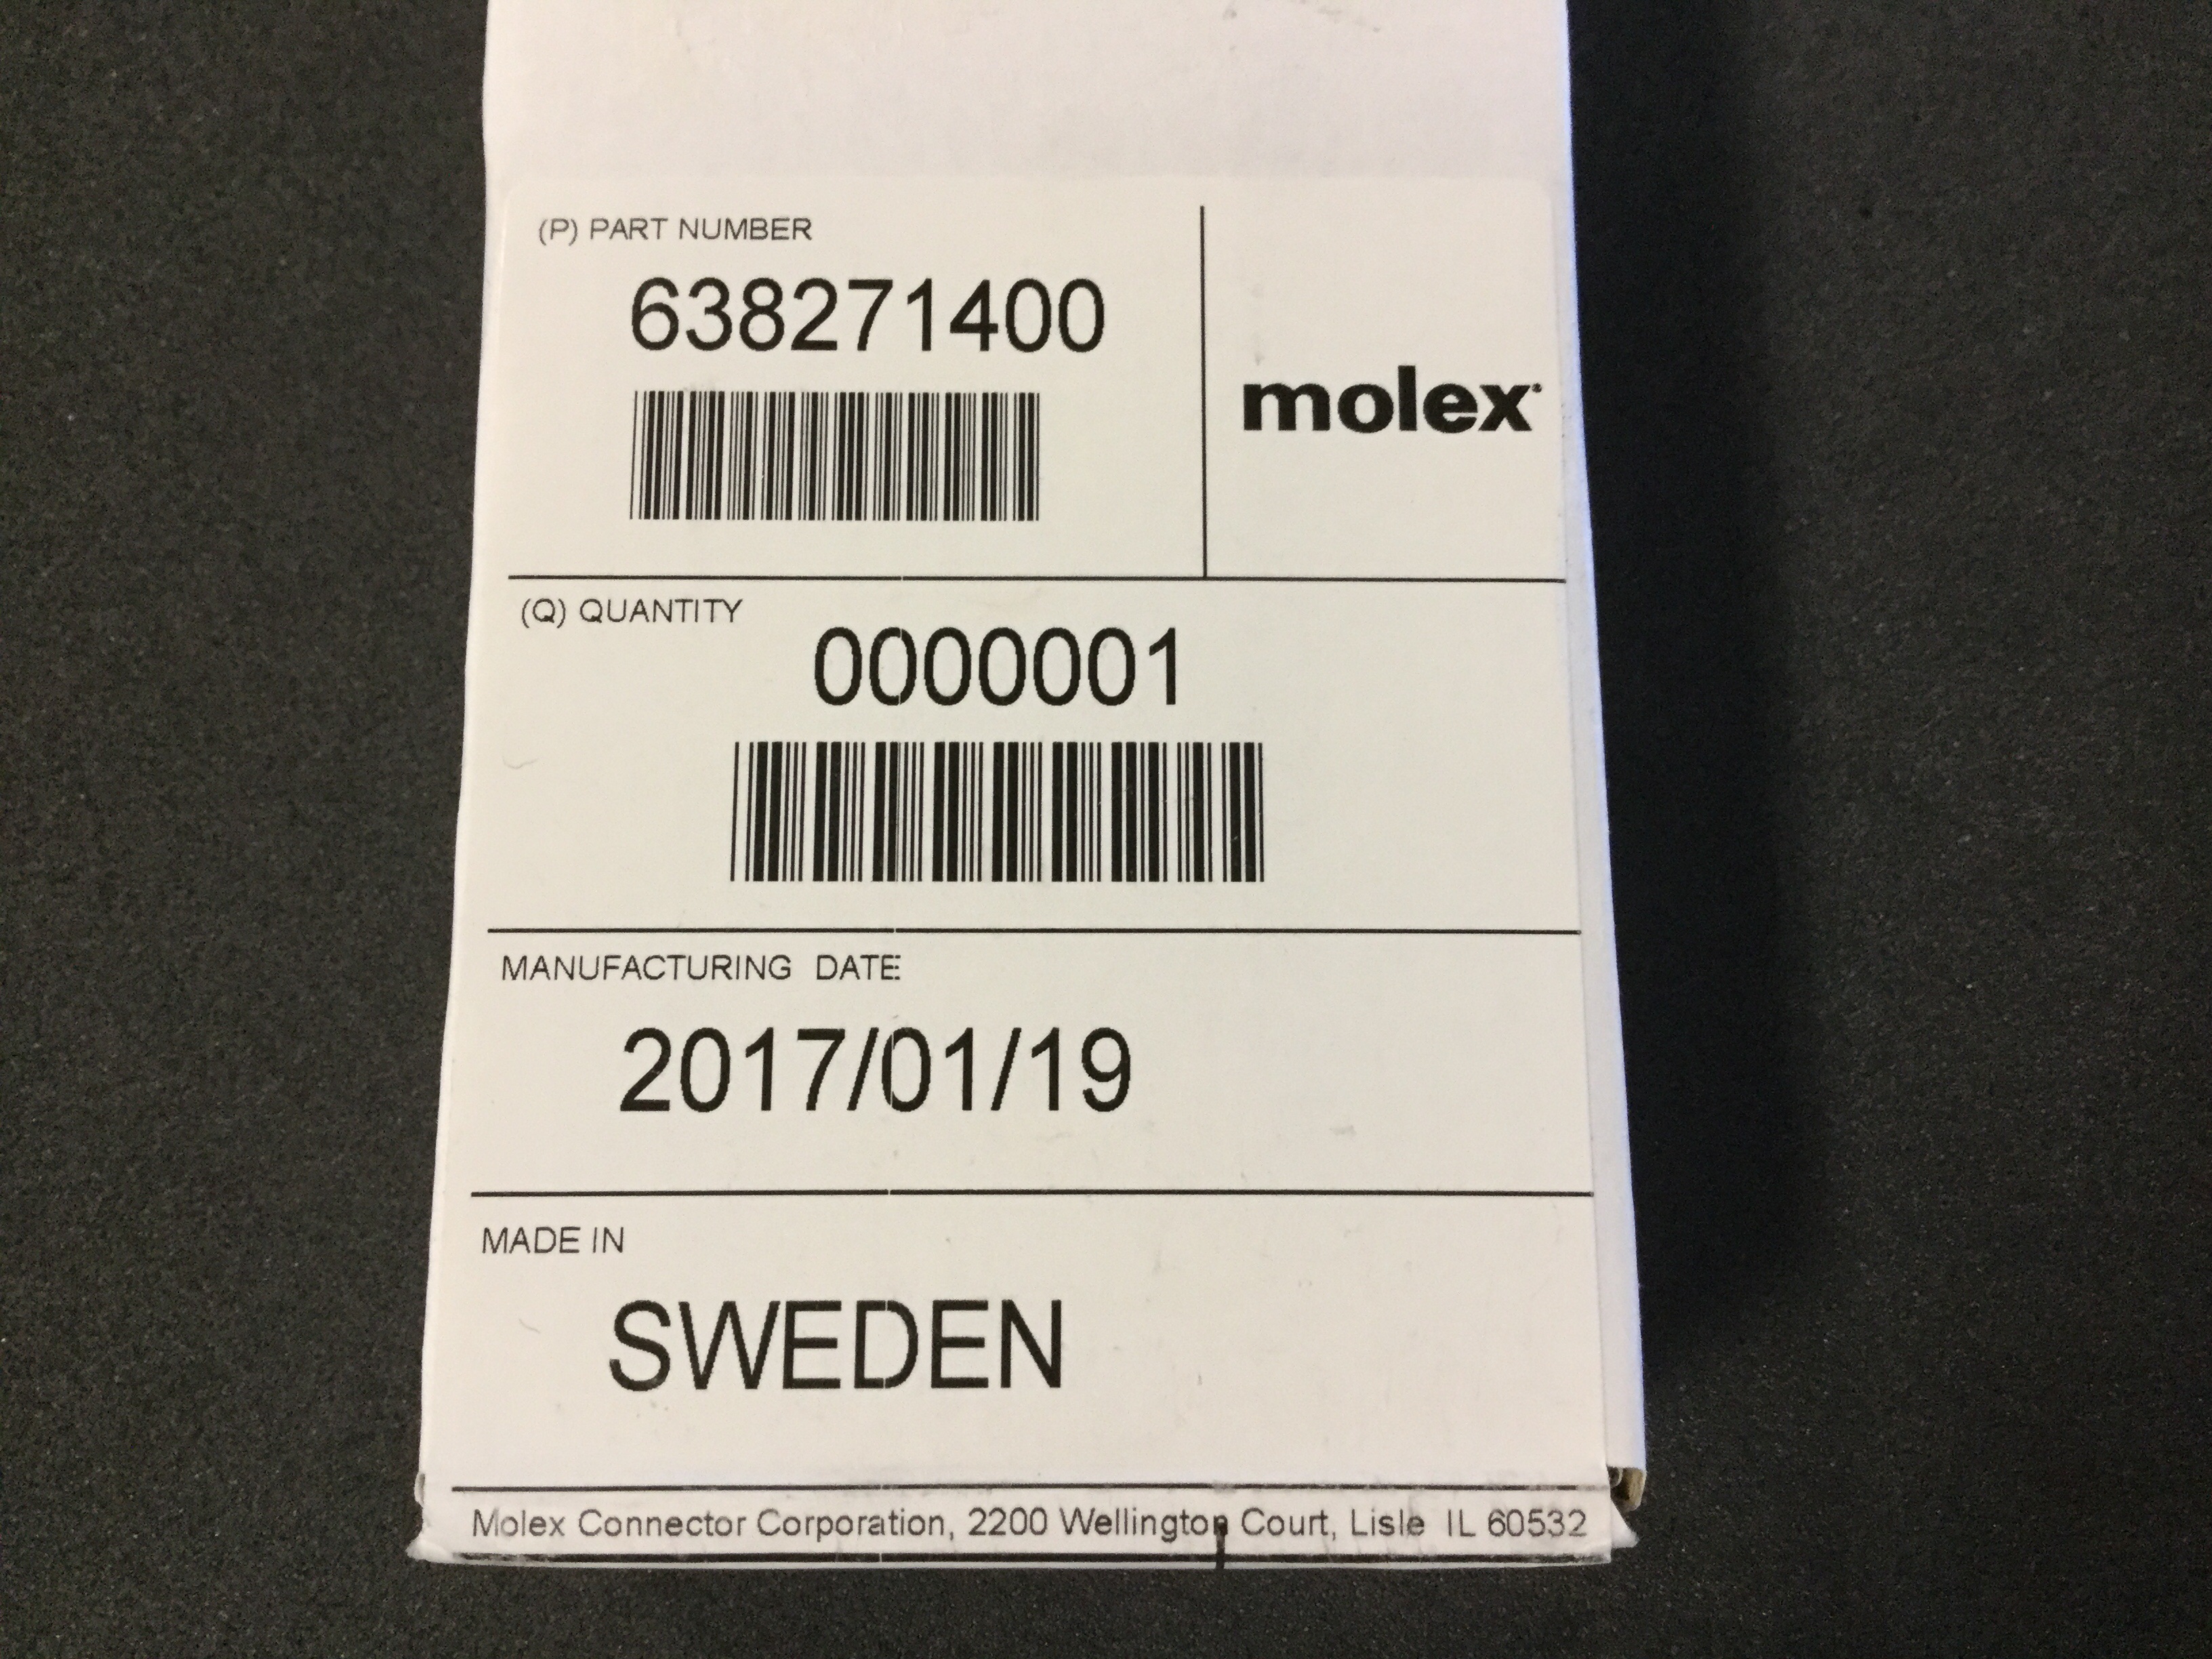 (P) PART NUMBER
638271400
molex
(Q) QUANTITY
0000001
MANUFACTURING DATE:
2017/01/19
MADE IN
SWEDEN
Molex Connector Corporation, 2200 Wellington Court, Lisle IL 60532